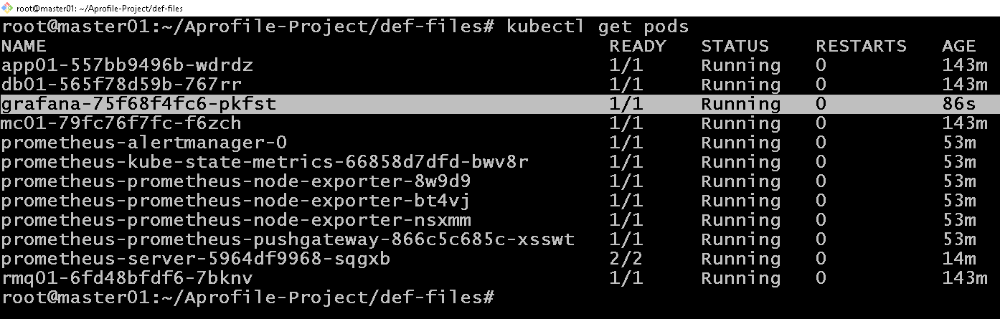 root@master01: ~/Aprofile-Project/def-files
root@master01:~/Aprofile-Project/def-files# kubectl get pods
NAME READY STATUS RESTARTS AGE
app01-557bb9496b-wdrdz 1/1 Running 0 143m
db01-565f78d59b-767rr 1/1 Running 0 143m
grafana-75f68f4fc6-pkfst 1/1 Running 0 86s
mc01-79fc76f7fc-f6zch 1/1 Running 0 143m
prometheus-alertmanager-0 1/1 Running 0 53m
prometheus-kube-state-metrics-66858d7dfd-bwv8r 1/1 Running 0 53m
prometheus-prometheus-node-exporter-8w9d9 1/1 Running 0 53m
prometheus-prometheus-node-exporter-bt4vj 1/1 Running 0 53m
prometheus-prometheus-node-exporter-nsxmm 1/1 Running 0 53m
prometheus-prometheus-pushgateway-866c5c685c-xsswt 1/1 Running 0 53m
prometheus-server-5964df9968-sqgxb 2/2 Running 0 14m
rmq01-6fd48bfdf6-7bknv 1/1 Running 0 143m
root@master01:~/Aprofile-Project/def-files#